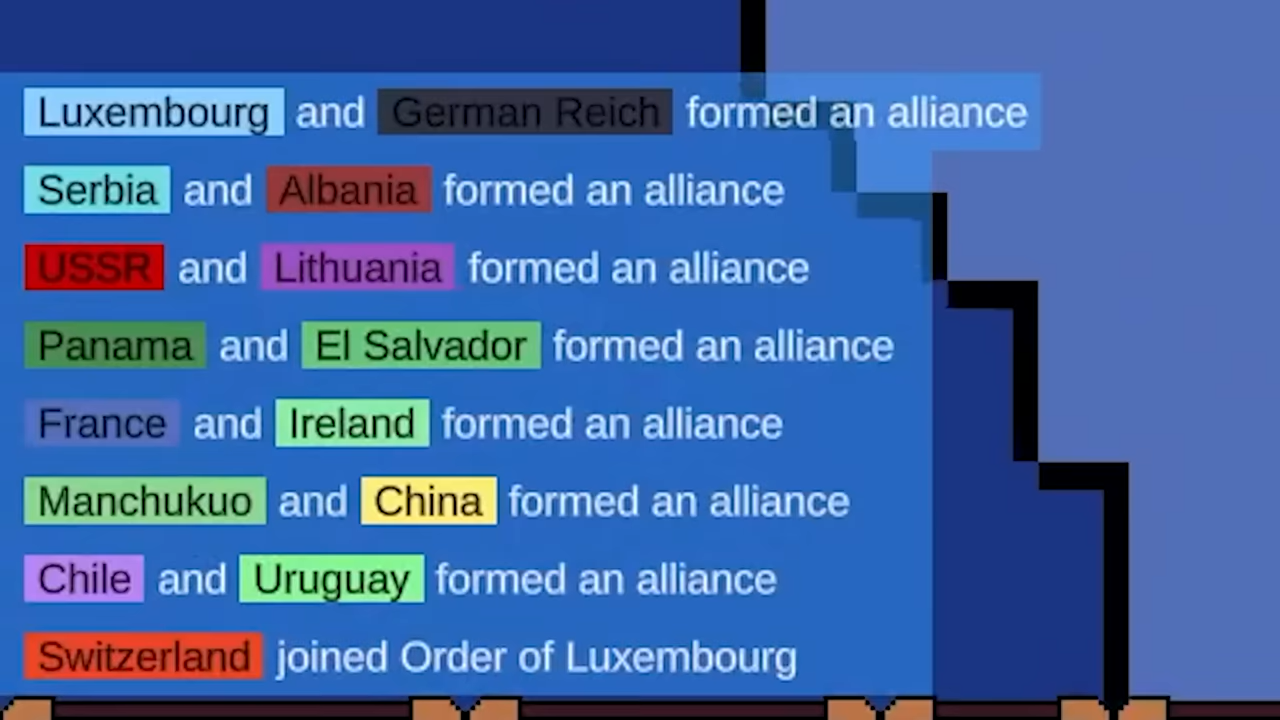 Luxembourg and German Reich formed an alliance
Serbia and Albania formed an alliance
USSR and Lithuania formed an alliance
Panama and El Salvador formed an alliance
France and Ireland formed an alliance
Manchukuo and China formed an alliance
Chile and Uruguay formed an alliance
Switzerland joined Order of Luxembourg